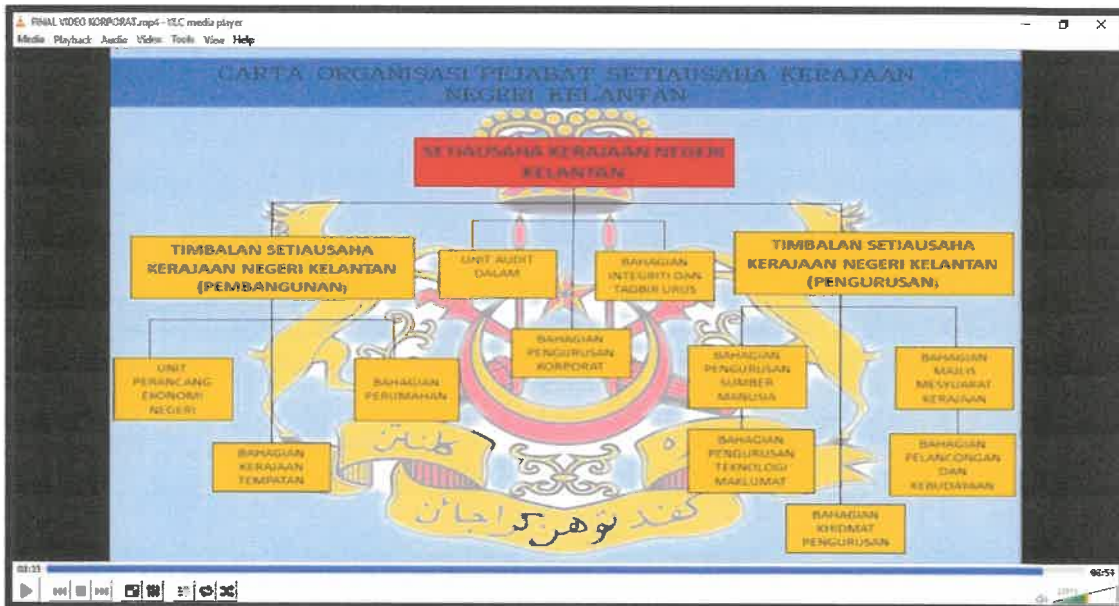 FINAL VIDEO KORPORAT.mp4 - VLC media player
Media Playback Audio Video Tools View Help
CARTA ORGANISASI PEJABAT SETIAUSAHA KERAJAAN
NEGERI KELANTAN
SETIAUSAHA KERAJAAN NEGERI
KELANTAN
TIMBALAN SETIAUSAHA
KERAJAAN NEGERI KELANTAN
(PEMBANGUNAN)
UNIT AUDIT
DALAM
BAHAGIAN
INTEGRITI DAN
TADBIR URUS
TIMBALAN SETIAUSAHA
KERAJAAN NEGERI KELANTAN
(PENGURUSAN)
UNIT
PERANCANG
EKONOMI
NEGERI
BAHAGIAN
PERUMAHAN
BAHAGIAN
PENGURUSAN
KORPORAT
BAHAGIAN
PENGURUSAN
SUMBER
MANUSIA
BAHAGIAN
MAJLIS
MESYUARAT
KERAJAAN
BAHAGIAN
KERAJAAN
TEMPATAN
BAHAGIAN
PENGURUSAN
TEKNOLOGI
MAKLUMAT
BAHAGIAN
PELANCONGAN
DAN
KEBUDAYAAN
BAHAGIAN
KHIDMAT
PENGURUSAN
كلنتن